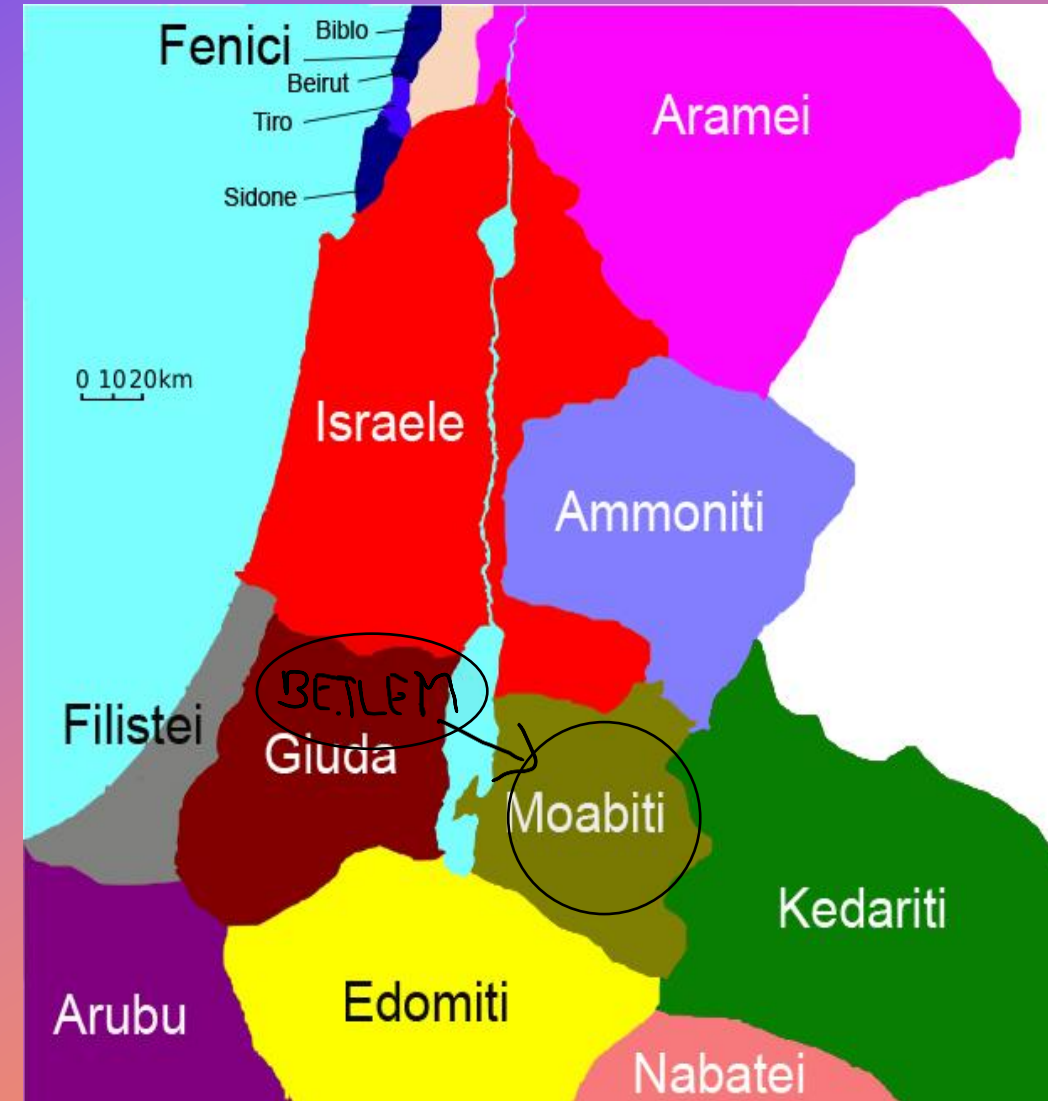 Fenici
Biblo
Beirut
Tiro
Sidone
Aramei
0 10 20km
Israele
Ammoniti
BETLEM
Filistei
Giuda
Moabiti
Kedariti
Arubu
Edomiti
Nabatei